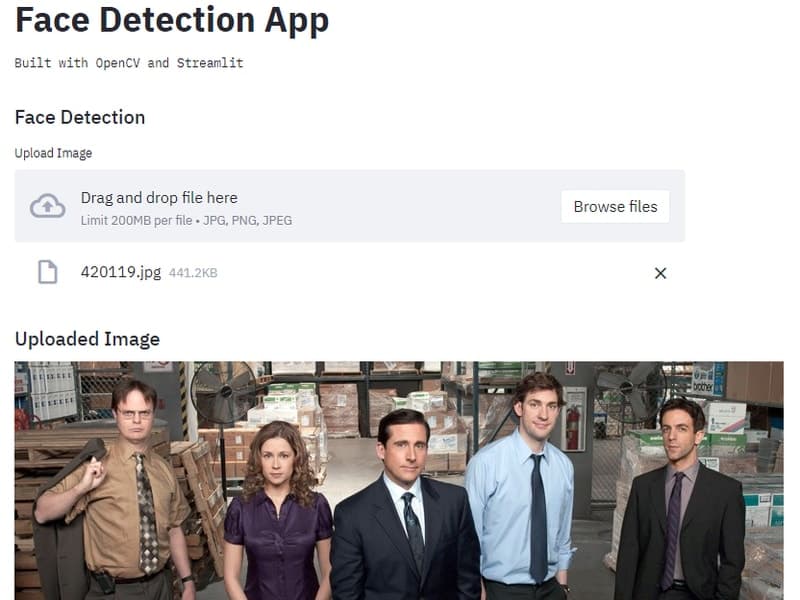 Face Detection App
Built with OpenCV and Streamlit
Face Detection
Upload Image
Drag and drop file here
Limit 200MB per file • JPG, PNG, JPEG
Browse files
420119.jpg 441.2KB
Uploaded Image
brother